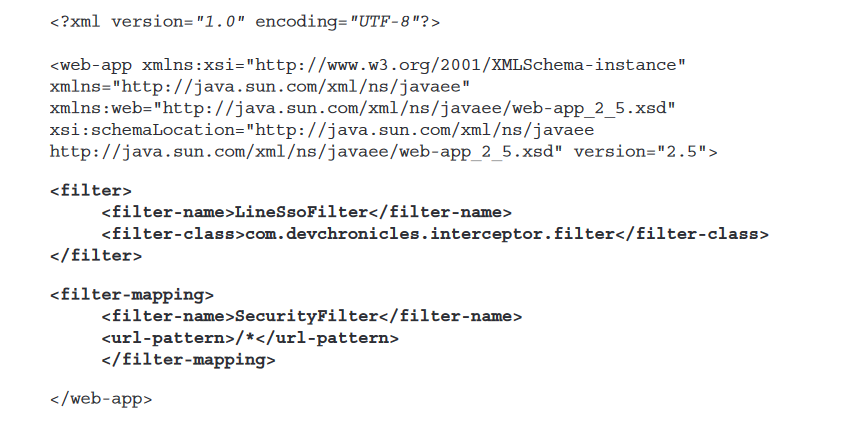 <?xml version="1.0" encoding="UTF-8"?>
<web-app xmlns:xsi="http://www.w3.org/2001/XMLSchema-instance"
xmlns="http://java.sun.com/xml/ns/javaee"
xmlns:web="http://java.sun.com/xml/ns/javaee/web-app_2_5.xsd"
xsi:schemaLocation="http://java.sun.com/xml/ns/javaee
http://java.sun.com/xml/ns/javaee/web-app_2_5.xsd" version="2.5">
<filter>
<filter-name>LineSsoFilter</filter-name>
<filter-class>com.devchronicles.interceptor.filter</filter-class>
</filter>
<filter-mapping>
<filter-name>SecurityFilter</filter-name>
<url-pattern>/*</url-pattern>
</filter-mapping>
</web-app>